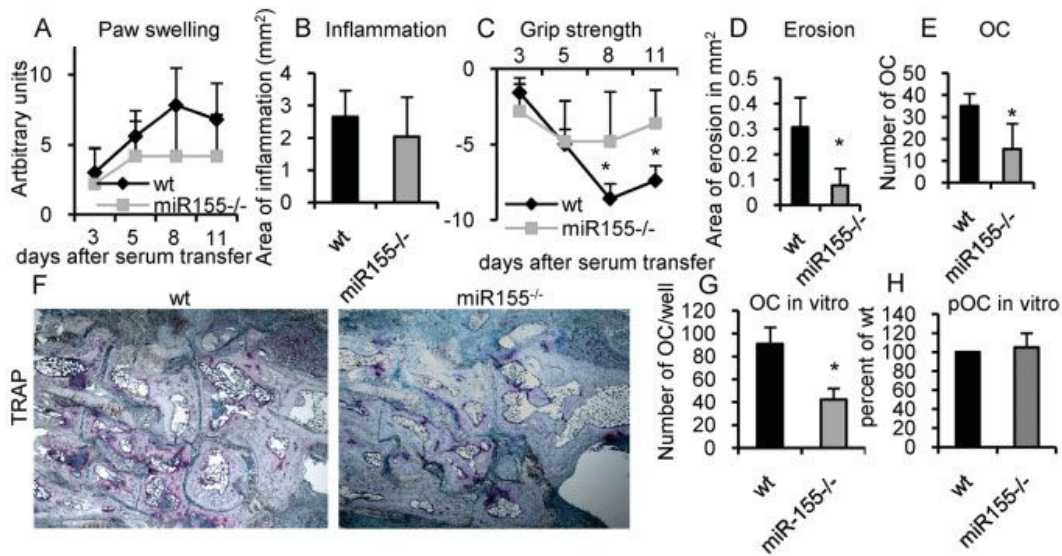 A
Paw swelling
Artbitrary units
10
5
0
3 5 8 11
wt
miR155-/-
days after serum transfer
B
Inflammation
Area of inflammation (mm²)
4
3
2
1
0
wt
miR155-/-
C
Grip strength
3 5 8 11
0
-5
-10
*
*
wt
miR155-/-
days after serum transfer
D
Erosion
Area of erosion in mm²
0.5
0.4
0.3
0.2
0.1
0
*
wt
miR155-/-
E
OC
Number of OC
50
40
30
20
10
0
*
wt
miR155-/-
F
wt
miR155-/-
TRAP
G
OC in vitro
Number of OC/well
120
100
80
60
40
20
0
*
wt
miR-155-/-
H
pOC in vitro
percent of wt
140
120
100
80
60
40
20
0
wt
miR155-/-